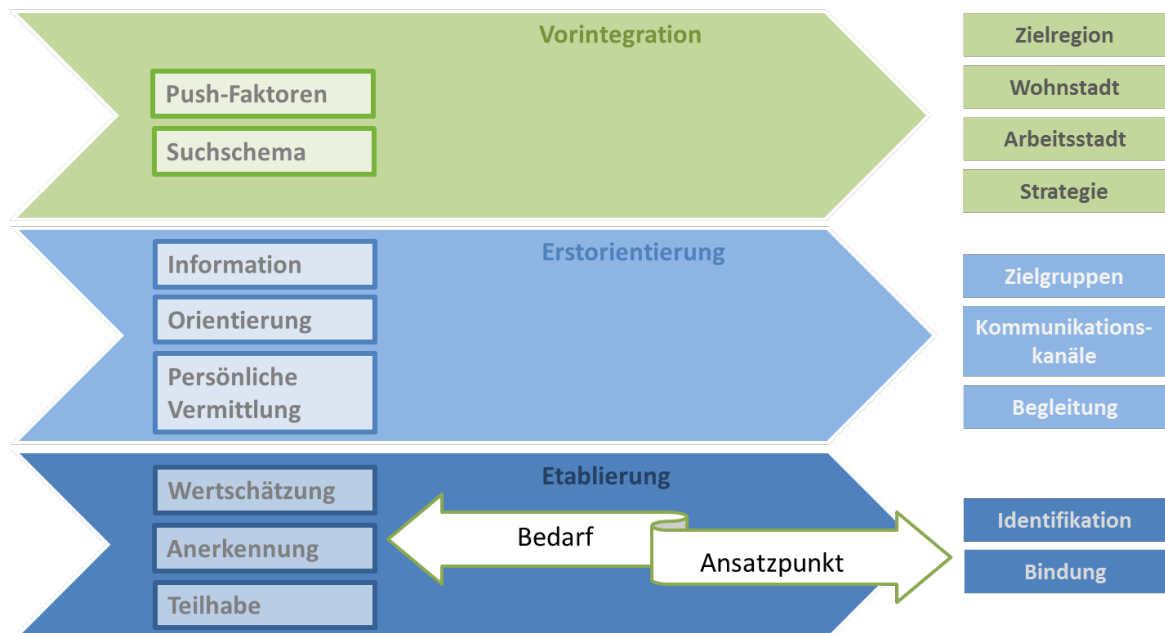 Vorintegration
Push-Faktoren
Suchschema
Zielregion
Wohnstadt
Arbeitsstadt
Strategie
Erstorientierung
Information
Orientierung
Persönliche
Vermittlung
Zielgruppen
Kommunikations-
kanäle
Begleitung
Etablierung
Wertschätzung
Anerkennung
Teilhabe
Bedarf
Ansatzpunkt
Identifikation
Bindung